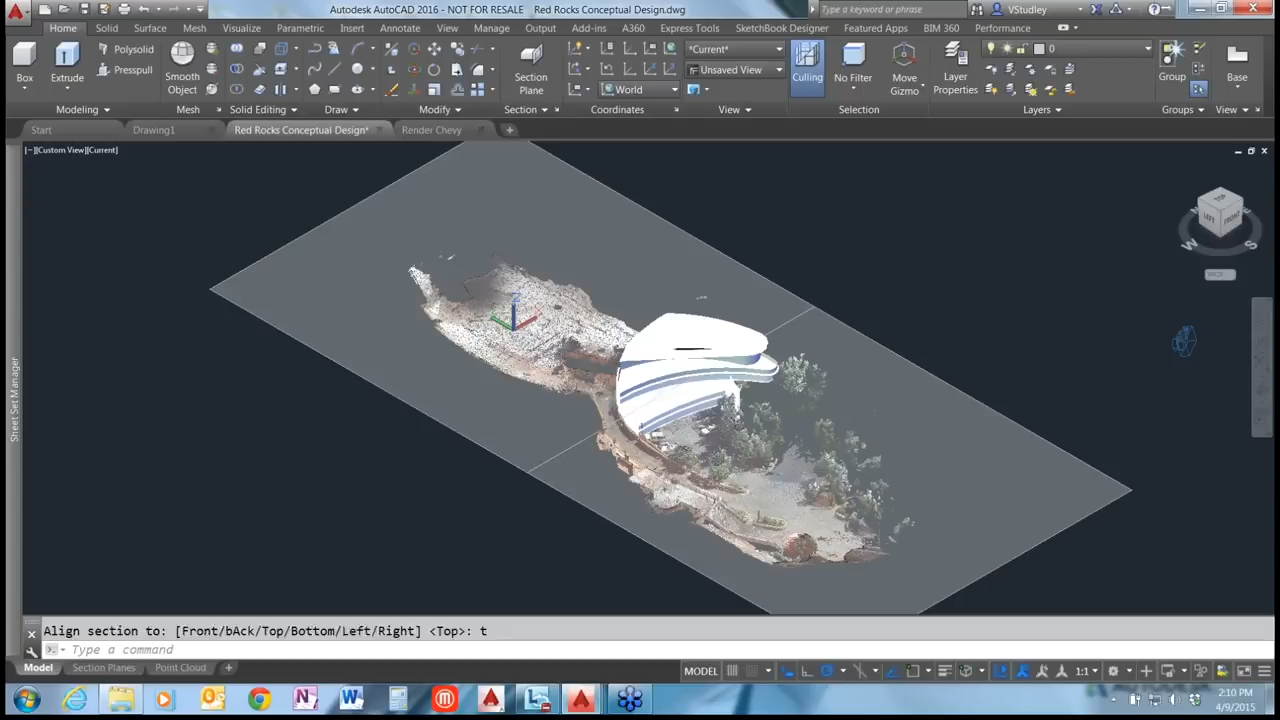 Autodesk AutoCAD 2016 - NOT FOR RESALE Red Rocks Conceptual Design.dwg
Type a keyword or phrase
VStudley
Home Solid Surface Mesh Visualize Parametric Insert Annotate View Manage Output Add-ins A360 Express Tools SketchBook Designer Featured Apps BIM 360 Performance
Box
Extrude
Polysolid
Presspull
Smooth
Object
Section
Plane
*Current*
Unsaved View
World
Culling
No Filter
Move
Gizmo
Layer
Properties
0
Group
Base
Modeling Mesh Solid Editing Draw Modify Section Coordinates View Selection Layers Groups View
Start Drawing1 Red Rocks Conceptual Design* Render Chevy
[–][Custom View][Current]
TOP
LEFT
FRONT
W
S
WCS
Sheet Set Manager
Align section to: [Front/bAck/Top/Bottom/Left/Right] <Top>: t
Type a command
Model Section Planes Point Cloud
MODEL
1:1
2:10 PM
4/9/2015